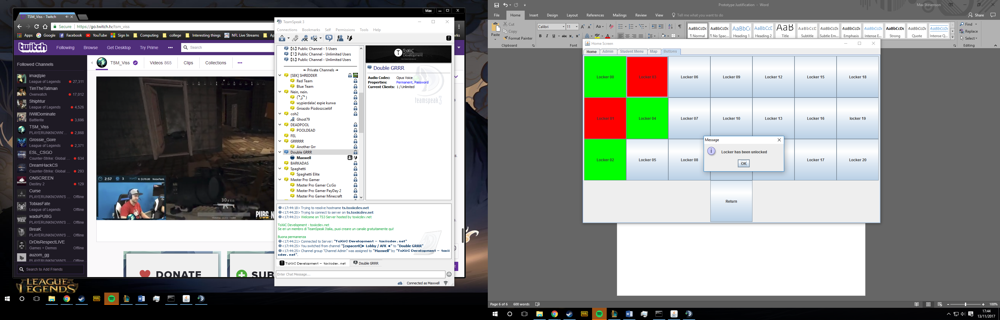 Max
TSM_Viss - Twitch
Secure | https://go.twitch.tv/tsm_viss
Apps Google Facebook YouTube Sign In Computing college Interesting things NFL Live Streams
twitch Following Browse Get Desktop Try Prime ••• Search
Followed Channels
TSM_Viss Videos 865 Clips Collections •••
imaqtpie
League of Legends 27,311
TimTheTatman
Overwatch 17,012
Shiphtur
League of Legends 4,526
IWillDominate
Battlerite 3,696
TSM_Viss
PLAYERUNKNOWN'... 2,868
Grossie_Gore
League of Legends 2,371
ESL_CSGO
Counter-Strike: Global ... 634
DreamHackCS
Counter-Strike: Global ... 293
ONSCREEN
Destiny 2 129
Curse
PLAYERUNKNOWN'S ... Offline
TobiasFate
League of Legends Offline
waduPUBG
PLAYERUNKNOWN'S ... Offline
BreaK
PLAYERUNKNOWN'S ... Offline
DrDisRespectLIVE
Games + Demos Offline
auzom_gg
PLAYERUNKNOWN'S ... Offline
Search to Add Friends
2:57 3 R: $170.00 NoiseTank
30 310
PUBG-N
DONATE
SUB
LEAGUE of LEGENDS
TeamSpeak 3
Connections Bookmarks Self Permissions Tools Help
【6.】 Public Channel - 5 Users
【7.】 Public Channel - Unlimited Users
【8.】 Public Channel - Unlimited Users
Private Channels
[SEK] SHREDDER
Red Team
Blue Team
Nein, nein.
wypierdalać expie kurwa
Gniazdo Pizdoszczelóf
coh2
Ghost79
DEADPOOL
POOLDEAD
FEL
GRRRRR
Another Grr
Double GRRR
Maxwell
BARKADAS
Spaghetti
Spaghetti Elite
Master Pro Gamer
Master Pro Gamer Cs:Go
Master Pro Gamer PayDay 2
Master Pro Gamer Minecraft
ToXiiC Development
Double GRRR
Audio Codec: Opus Voice
Properties: Permanent, Password
Current Clients: 1 / Unlimited
teamspeak3
<17:44:18> Trying to resolve hostname ts.toxiicdev.net
<17:44:20> Trying to connect to server on ts.toxiicdev.net
<17:44:21> Welcome on TS3 Server hosted by toxiicdev.net
ToXiiC Development - toxiicdev.net
Se eri un membro di TeamSpeak Italia, puoi creare un canale gratuitamente qui!
Buona permanenza
<17:44:21> Connected to Server: "ToXiiC Development – toxiicdev.net"
<17:44:25> You switched from channel "[cspacer0]► Lobby / AFK ◄" to "Double GRRR"
<17:44:25> Channel group "Channel Admin" was assigned to "Maxwell" by "ToXiiC Development – toxii
cdev.net".
ToXiiC Development – toxiicdev.net Double GRRR
Enter Chat Message...
Connected as Maxwell
Prototype Justification - Word
Max Stevenson
File Home Insert Design Layout References Mailings Review View Tell me what you want to do Share
Paste Cut
Copy
Format Painter
Clipboard
Calibri 11
Font
AaBbCcDc AaBbCcDc AaBbCc AaBbCcE AaB AaBbCcE AaBbCcDc AaBbCcDc AaBbCcDc AaBbCcDc AaBbCcDc AaBbCcDc
¶ Normal ¶ No Spac... Heading 1 Heading 2 Title Subtitle Subtle Em... Emphasis Intense E... Strong Quote Intense Q...
Find
Replace
Select
Editing
Home Screen
Home Admin Student Menu Map Buttons
Locker 00 Locker 03 Locker 06 Locker 09 Locker 12 Locker 15 Locker 18
Locker 01 Locker 04 Locker 07 Locker 10 Locker 13 Locker 16 locker 19
Locker 02 Locker 05 Locker 08 Locker 17 Locker 20
Message
Locker has been unlocked
OK
Return
Page 6 of 6 600 words
100%
17:44
13/11/2017